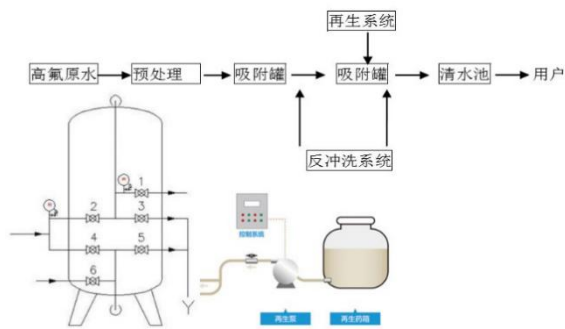 再生系统
高氟原水 预处理 吸附罐 吸附罐 清水池 用户
反冲洗系统
1
2 3
4 5
6
控制系统
再生泵 再生药箱